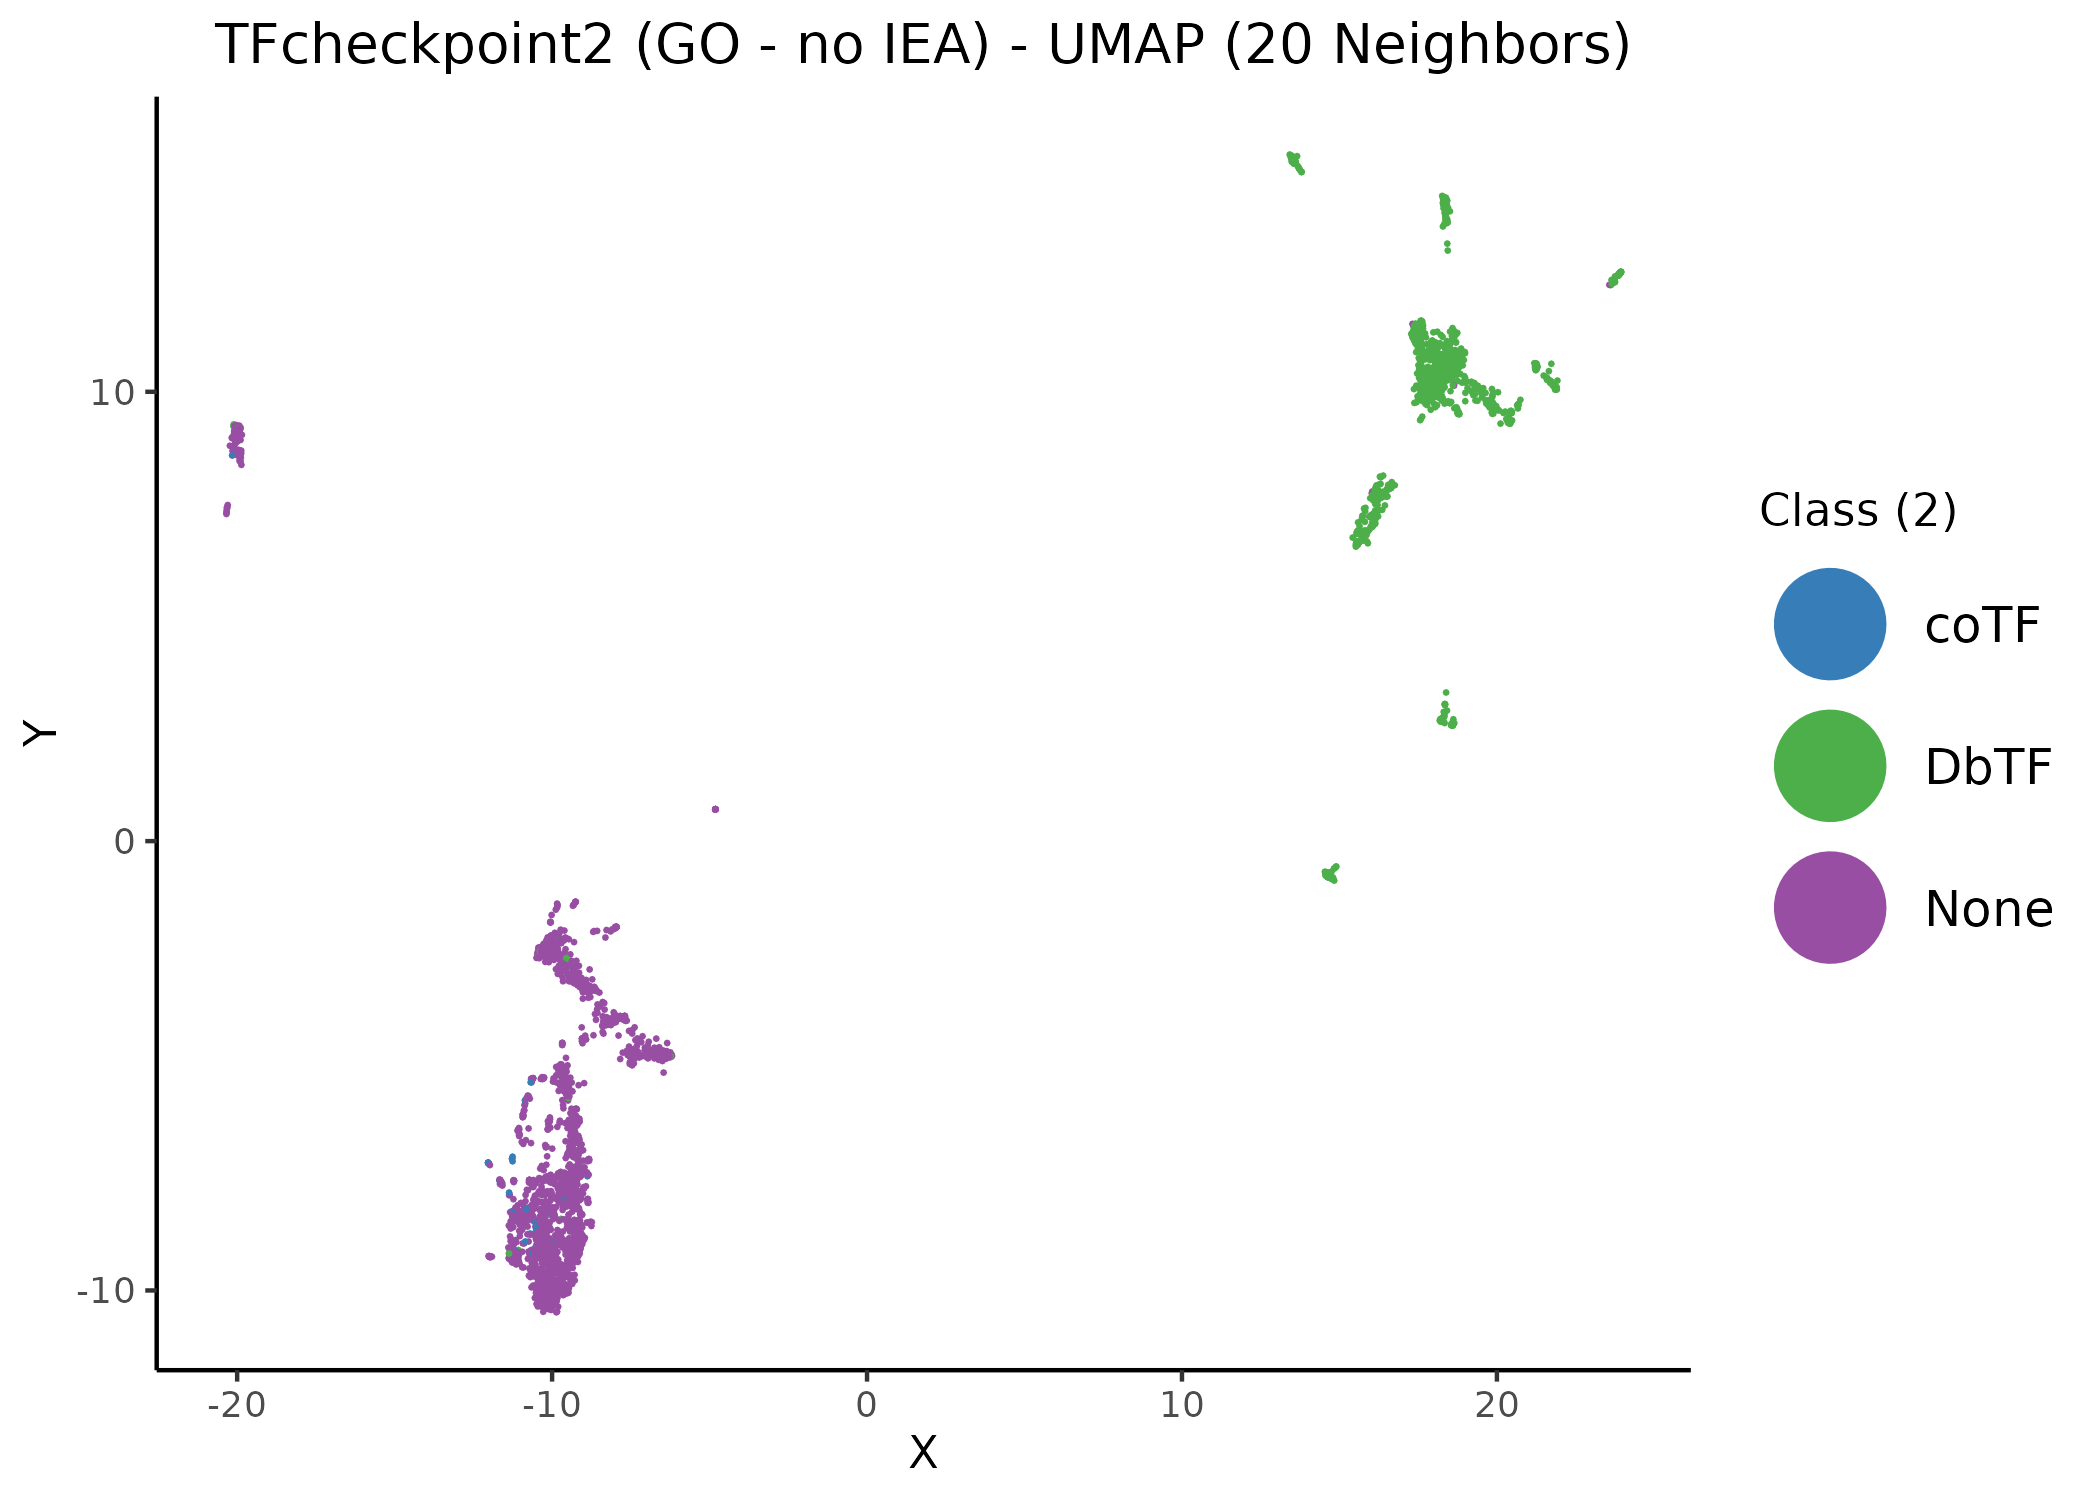 TFcheckpoint2 (GO - no IEA) - UMAP (20 Neighbors)
10
0
-10
Y
-20 -10 0 10 20
X
Class (2)
coTF
DbTF
None